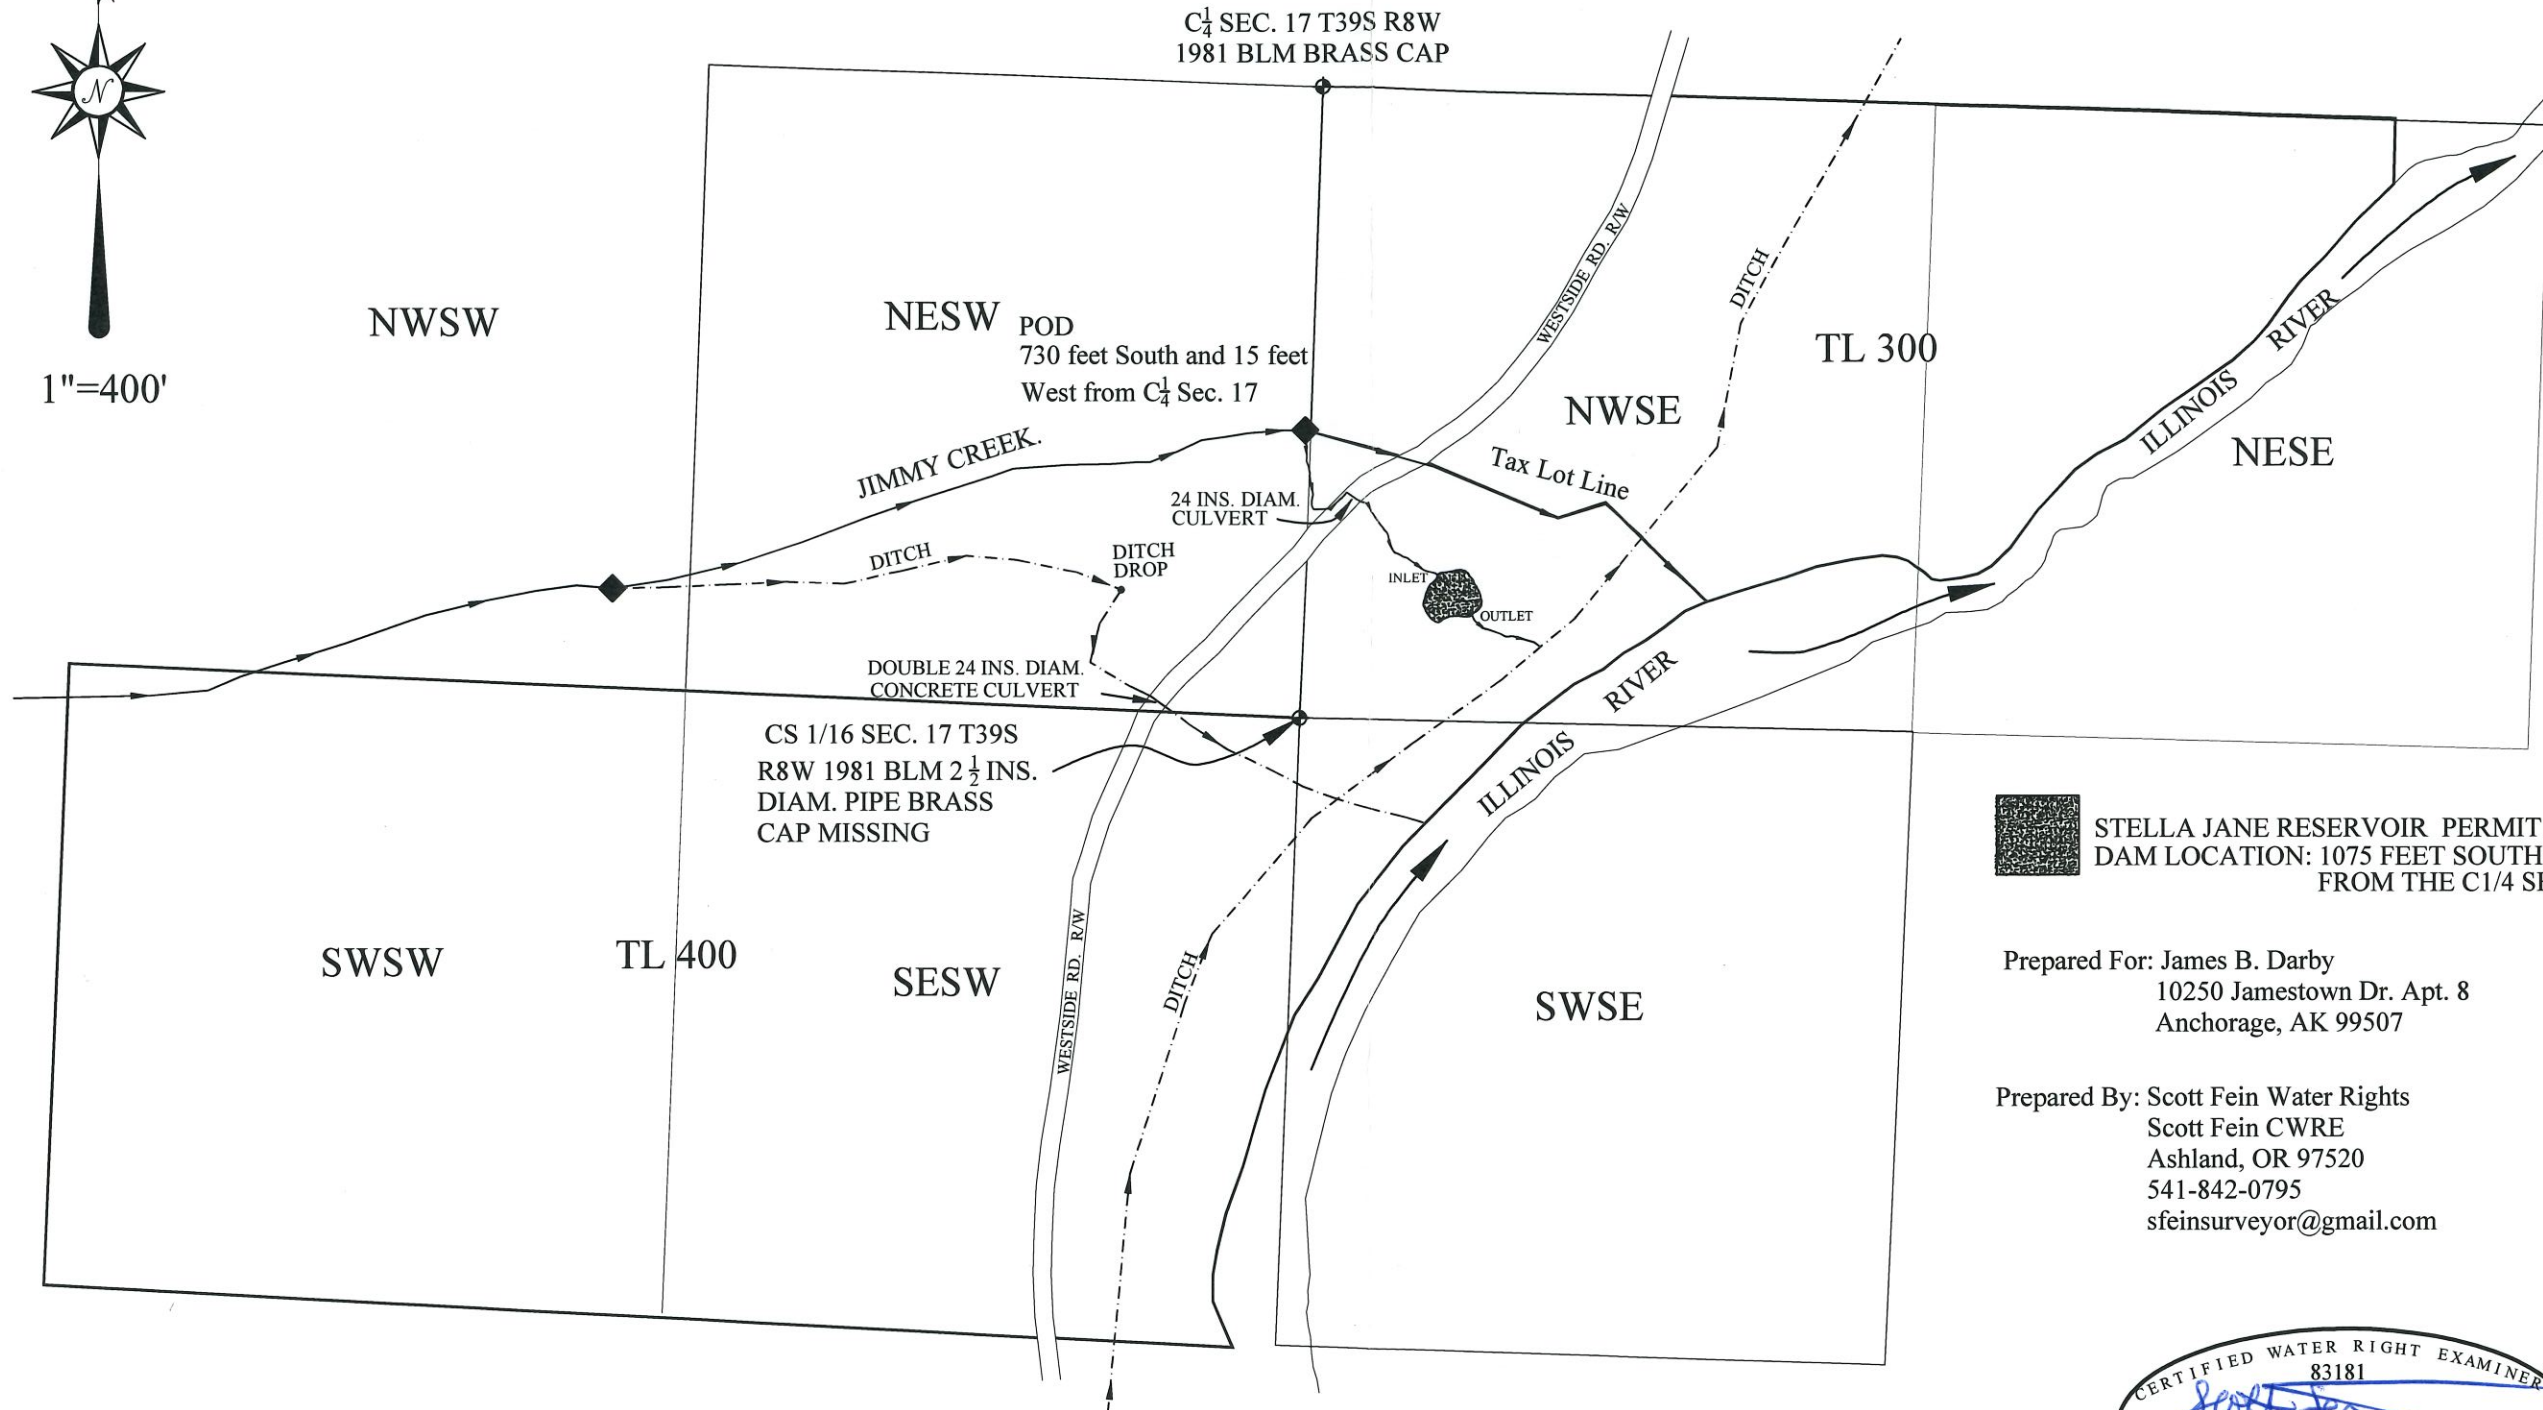 C¼ SEC. 17 T39S R8W
1981 BLM BRASS CAP
N
1"=400'
NWSW
NESW
POD
730 feet South and 15 feet
West from C¼ Sec. 17
WESTSIDE RD. R/W
DITCH
TL 300
NWSE
ILLINOIS RIVER
NESE
JIMMY CREEK.
Tax Lot Line
24 INS. DIAM.
CULVERT
DITCH
DITCH
DROP
INLET
OUTLET
DOUBLE 24 INS. DIAM.
CONCRETE CULVERT
ILLINOIS RIVER
CS 1/16 SEC. 17 T39S
R8W 1981 BLM 2 ½ INS.
DIAM. PIPE BRASS
CAP MISSING
STELLA JANE RESERVOIR PERMIT
DAM LOCATION: 1075 FEET SOUTH
FROM THE C1/4
SWSW
TL 400
SESW
WESTSIDE RD. R/W
DITCH
SWSE
Prepared For: James B. Darby
10250 Jamestown Dr. Apt. 8
Anchorage, AK 99507
Prepared By: Scott Fein Water Rights
Scott Fein CWRE
Ashland, OR 97520
541-842-0795
sfeinsurveyor@gmail.com
CERTIFIED WATER RIGHT EXAMINER
83181
Scott